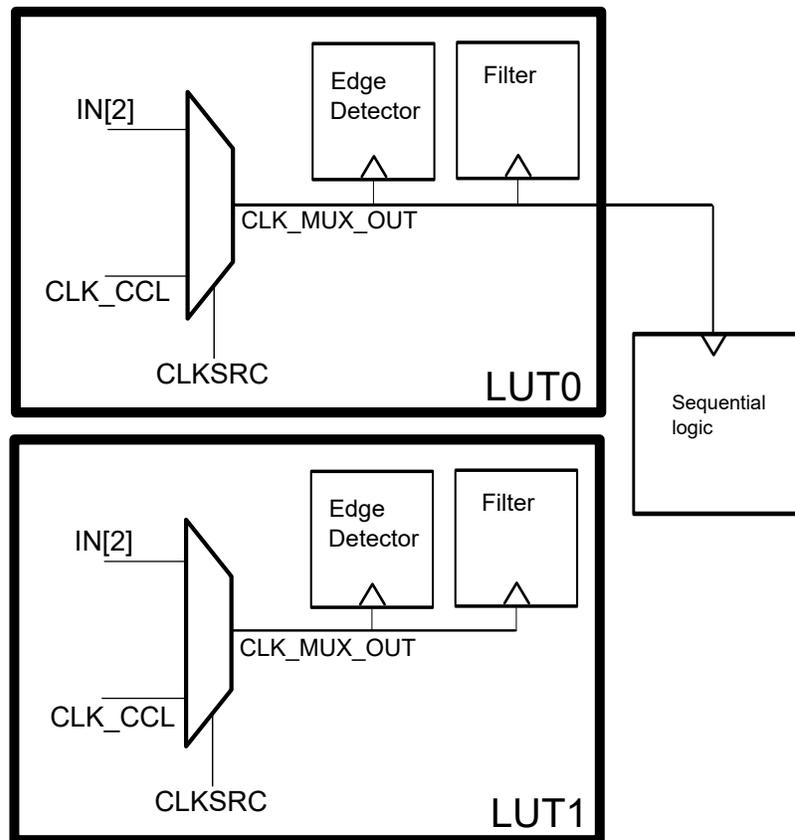 Edge
Detector
Filter
IN[2]
CLK_MUX_OUT
CLK_CCL
CLKSRC
LUT0
Sequential
logic
Edge
Detector
Filter
IN[2]
CLK_MUX_OUT
CLK_CCL
CLKSRC
LUT1